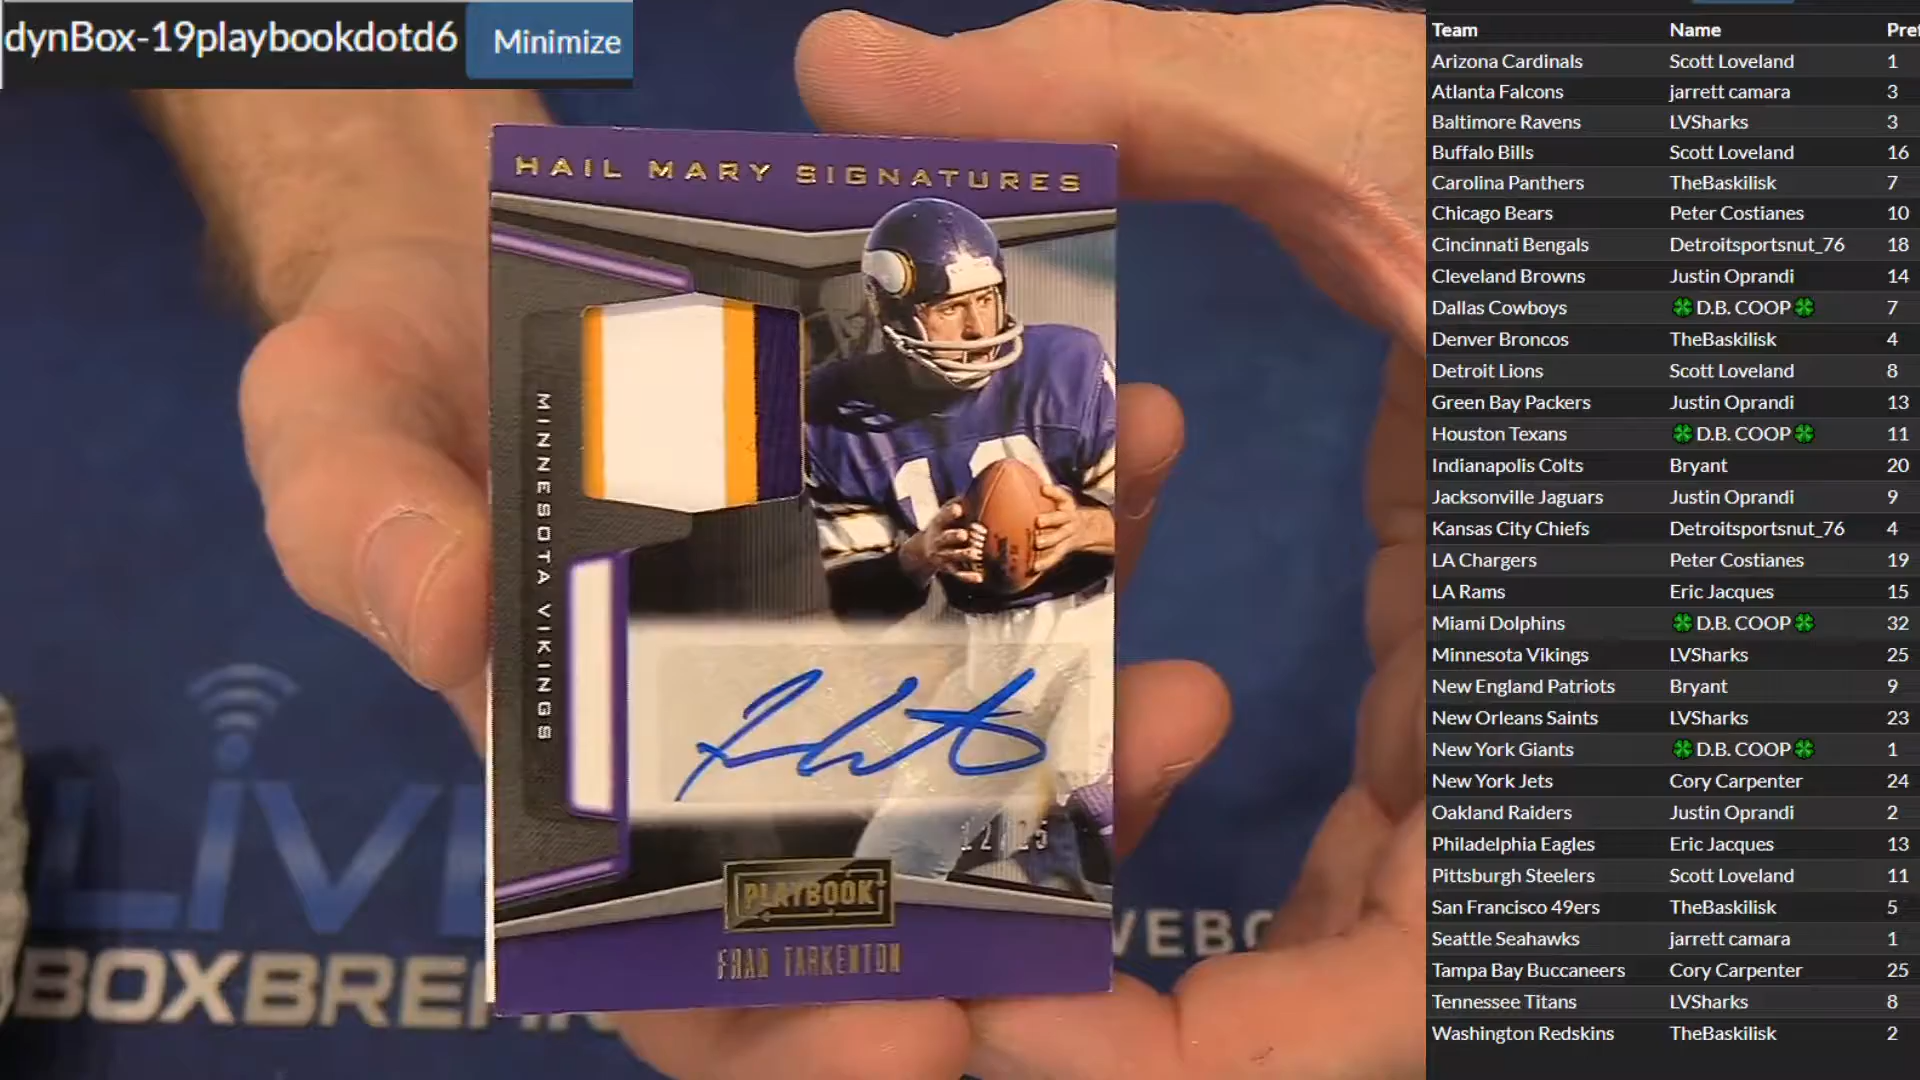 dynBox-19playbookdotd6
Minimize
HAIL MARY SIGNATURES
MINNESOTA VIKINGS
12/25
PLAYBOOK
FRAN TARKENTON
LIV
BOXBRE
VEBO
Team Name Pref
Arizona Cardinals Scott Loveland 1
Atlanta Falcons jarrett camara 3
Baltimore Ravens LVSharks 3
Buffalo Bills Scott Loveland 16
Carolina Panthers TheBaskilisk 7
Chicago Bears Peter Costianes 10
Cincinnati Bengals Detroitsportsnut_76 18
Cleveland Browns Justin Oprandi 14
Dallas Cowboys 🍀 D.B. COOP 🍀 7
Denver Broncos TheBaskilisk 4
Detroit Lions Scott Loveland 8
Green Bay Packers Justin Oprandi 13
Houston Texans 🍀 D.B. COOP 🍀 11
Indianapolis Colts Bryant 20
Jacksonville Jaguars Justin Oprandi 9
Kansas City Chiefs Detroitsportsnut_76 4
LA Chargers Peter Costianes 19
LA Rams Eric Jacques 15
Miami Dolphins 🍀 D.B. COOP 🍀 32
Minnesota Vikings LVSharks 25
New England Patriots Bryant 9
New Orleans Saints LVSharks 23
New York Giants 🍀 D.B. COOP 🍀 1
New York Jets Cory Carpenter 24
Oakland Raiders Justin Oprandi 2
Philadelphia Eagles Eric Jacques 13
Pittsburgh Steelers Scott Loveland 11
San Francisco 49ers TheBaskilisk 5
Seattle Seahawks jarrett camara 1
Tampa Bay Buccaneers Cory Carpenter 25
Tennessee Titans LVSharks 8
Washington Redskins TheBaskilisk 2